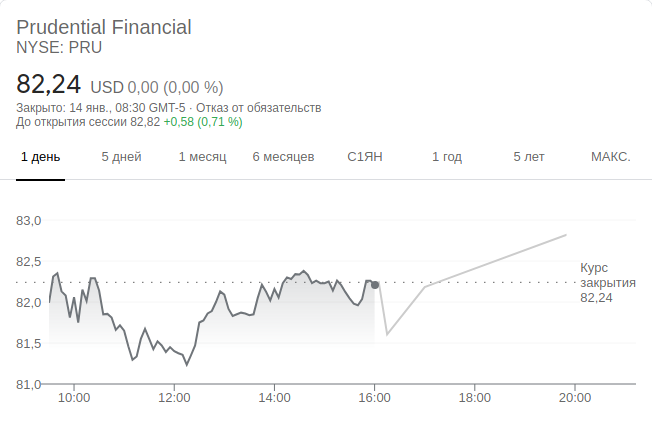 Prudential Financial
NYSE: PRU
82,24 USD 0,00 (0,00 %)
Закрыто: 14 янв., 08:30 GMT-5 · Отказ от обязательств
До открытия сессии 82,82 +0,58 (0,71 %)
1 день 5 дней 1 месяц 6 месяцев С1ЯН 1 год 5 лет МАКС.
83,0
82,5
82,0
81,5
81,0
Курс
закрытия
82,24
10:00 12:00 14:00 16:00 18:00 20:00